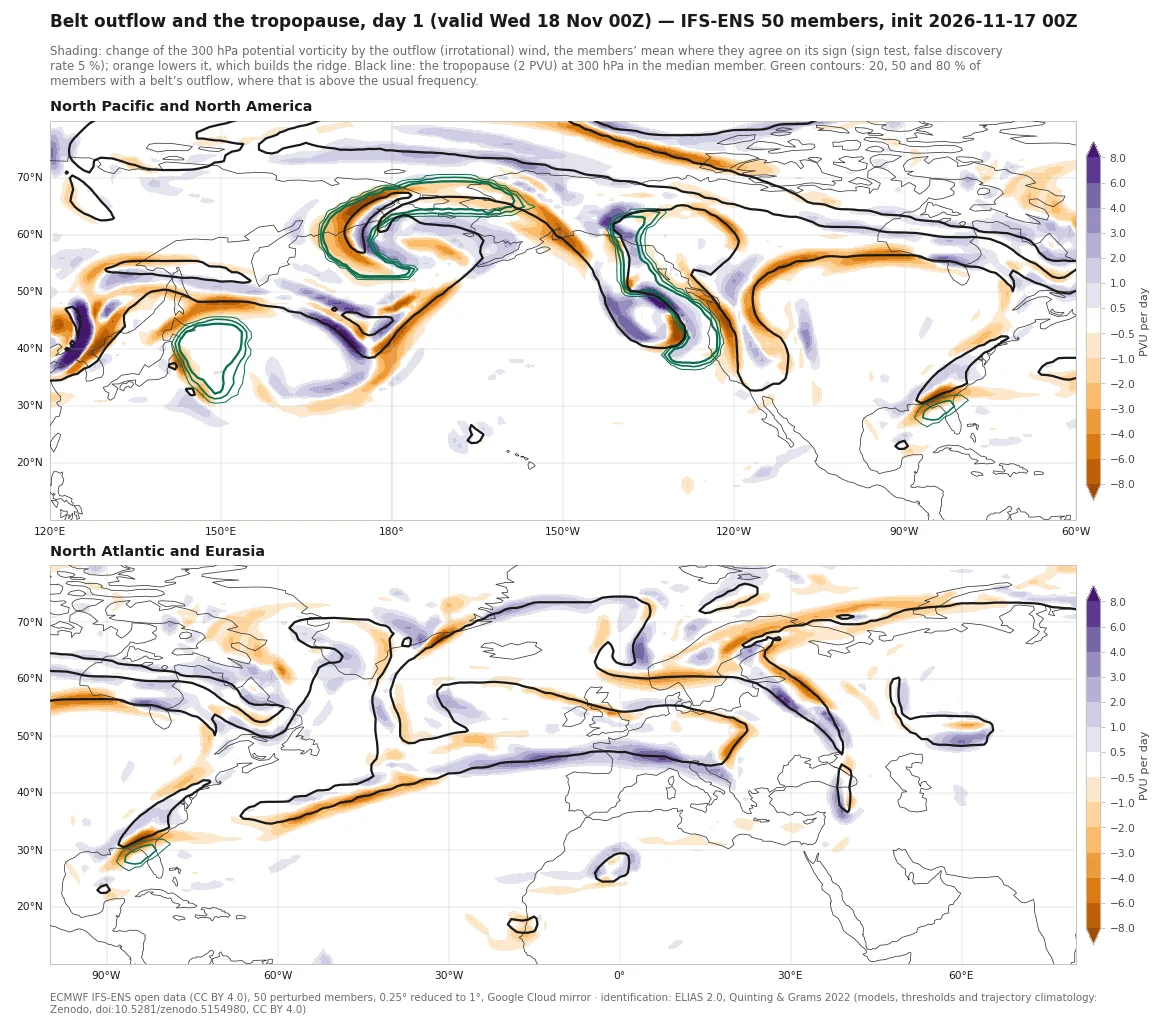 Belt outflow and the tropopause, day 1 (valid Wed 18 Nov 00Z) — IFS-ENS 50 members, init 2026-11-17 00Z
Shading: change of the 300 hPa potential vorticity by the outflow (irrotational) wind, the members’ mean where they agree on its sign (sign test, false discovery
rate 5 %); orange lowers it, which builds the ridge. Black line: the tropopause (2 PVU) at 300 hPa in the median member. Green contours: 20, 50 and 80 % of
members with a belt’s outflow, where that is above the usual frequency.
North Pacific and North America
70°N
60°N
50°N
40°N
30°N
20°N
120°E
150°E
180°
150°W
120°W
90°W
60°W
8.0
6.0
4.0
3.0
2.0
1.0
0.5
−0.5
−1.0
−2.0
−3.0
−4.0
−6.0
−8.0
PVU per day
North Atlantic and Eurasia
70°N
60°N
50°N
40°N
30°N
20°N
90°W
60°W
30°W
0°
30°E
60°E
8.0
6.0
4.0
3.0
2.0
1.0
0.5
−0.5
−1.0
−2.0
−3.0
−4.0
−6.0
−8.0
PVU per day
ECMWF IFS-ENS open data (CC BY 4.0), 50 perturbed members, 0.25° reduced to 1°, Google Cloud mirror · identification: ELIAS 2.0, Quinting & Grams 2022 (models, thresholds and trajectory climatology:
Zenodo, doi:10.5281/zenodo.5154980, CC BY 4.0)